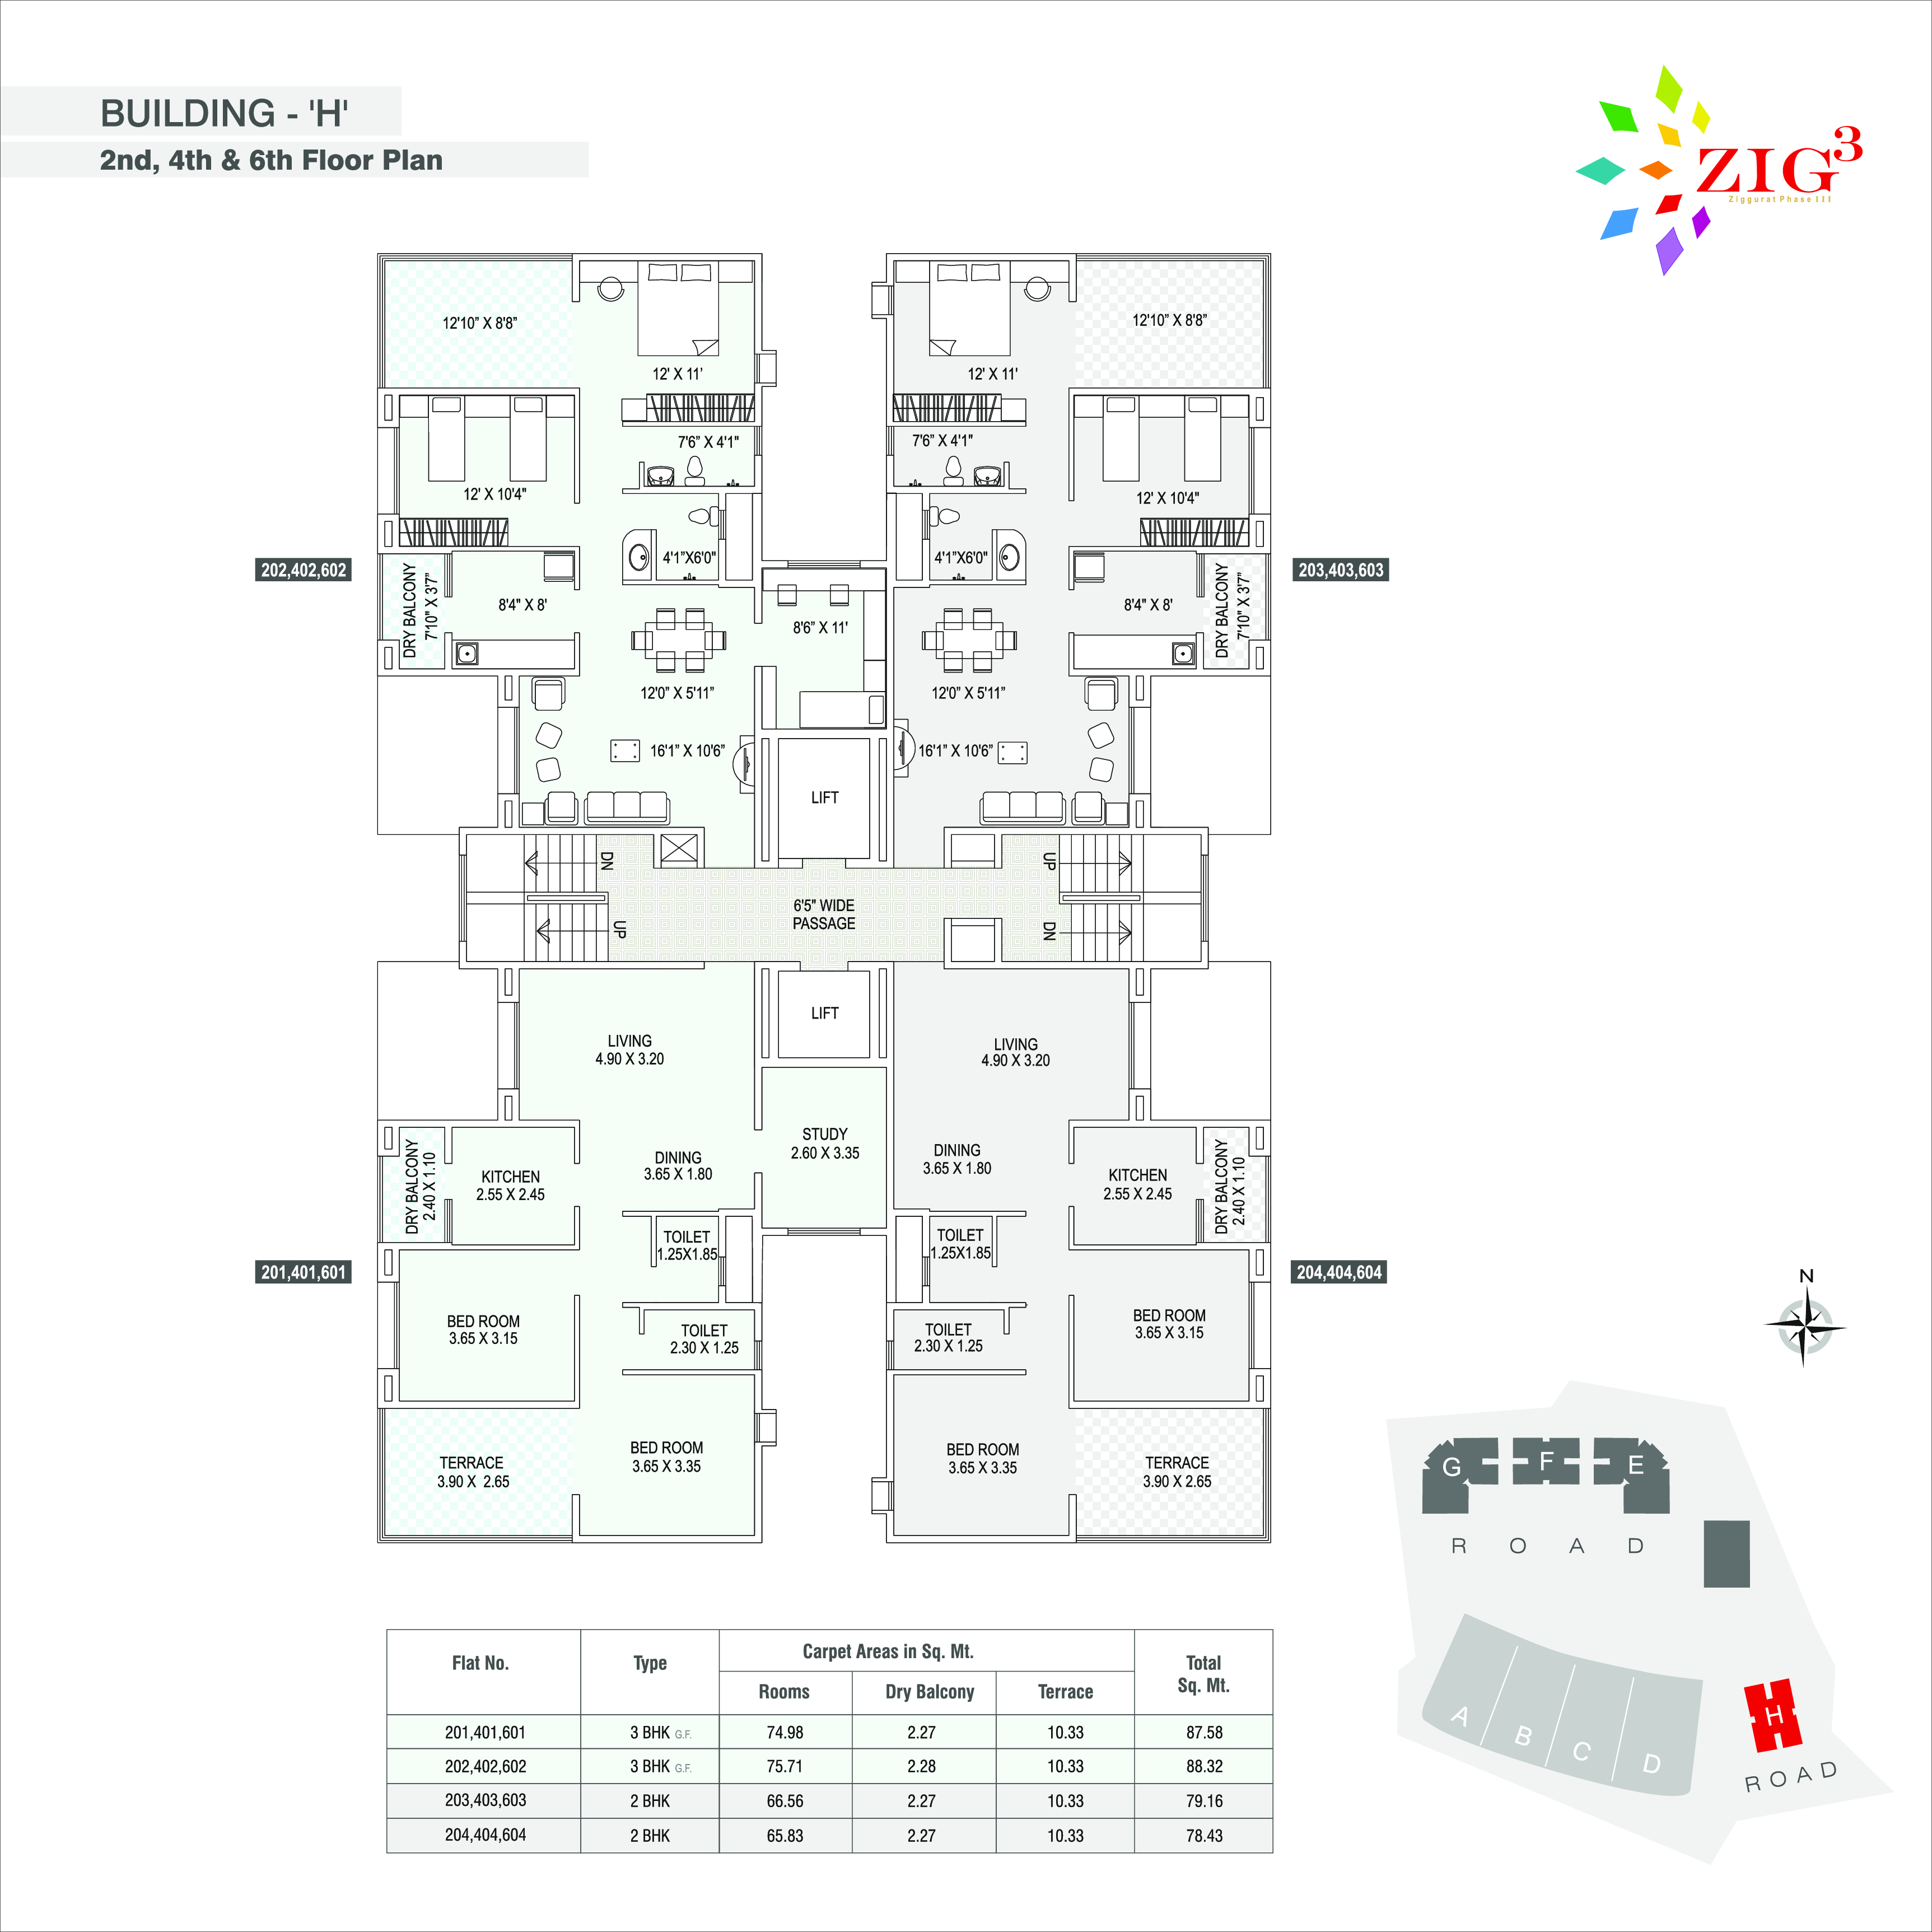 BUILDING - 'H'
2nd, 4th & 6th Floor Plan
ZIG3
Ziggurat Phase III
12'10" X 8'8"
12' X 11'
12' X 11'
12'10" X 8'8"
7'6" X 4'1"
7'6" X 4'1"
12' X 10'4"
12' X 10'4"
4'1"X6'0"
4'1"X6'0"
202,402,602
203,403,603
DRY BALCONY
7'10" X 3'7"
8'4" X 8'
8'6" X 11'
8'4" X 8'
DRY BALCONY
7'10" X 3'7"
12'0" X 5'11"
12'0" X 5'11"
16'1" X 10'6"
16'1" X 10'6"
LIFT
DN
UP
6'5" WIDE
PASSAGE
UP
DN
LIFT
LIVING
4.90 X 3.20
LIVING
4.90 X 3.20
STUDY
2.60 X 3.35
DINING
3.65 X 1.80
DINING
3.65 X 1.80
DRY BALCONY
2.40 X 1.10
KITCHEN
2.55 X 2.45
KITCHEN
2.55 X 2.45
DRY BALCONY
2.40 X 1.10
TOILET
1.25X1.85
TOILET
1.25X1.85
201,401,601
204,404,604
BED ROOM
3.65 X 3.15
TOILET
2.30 X 1.25
TOILET
2.30 X 1.25
BED ROOM
3.65 X 3.15
TERRACE
3.90 X 2.65
BED ROOM
3.65 X 3.35
BED ROOM
3.65 X 3.35
TERRACE
3.90 X 2.65
N
G F E
R O A D
A B C D
H
ROAD
Flat No. Type Carpet Areas in Sq. Mt. Total Sq. Mt.
Rooms Dry Balcony Terrace
201,401,601 3 BHK G.F. 74.98 2.27 10.33 87.58
202,402,602 3 BHK G.F. 75.71 2.28 10.33 88.32
203,403,603 2 BHK 66.56 2.27 10.33 79.16
204,404,604 2 BHK 65.83 2.27 10.33 78.43